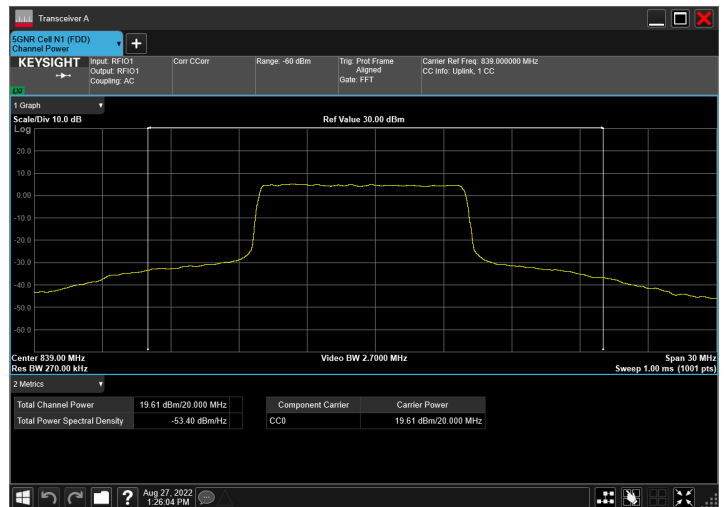 Transceiver A
5GNR Cell N1 (FDD)
Channel Power
KEYSIGHT
LXI
Input: RFIO1
Output: RFIO1
Coupling: AC
Corr CCorr
Range: -60 dBm
Trig: Prot Frame
Aligned
Gate: FFT
Carrier Ref Freq: 839.000000 MHz
CC Info: Uplink, 1 CC
1 Graph
Scale/Div 10.0 dB
Ref Value 30.00 dBm
Log
20.0
10.0
0.00
-10.0
-20.0
-30.0
-40.0
-50.0
-60.0
Center 839.00 MHz
Video BW 2.7000 MHz
Span 30 MHz
Res BW 270.00 kHz
Sweep 1.00 ms (1001 pts)
2 Metrics
Total Channel Power 19.61 dBm/20.000 MHz
Total Power Spectral Density -53.40 dBm/Hz
Component Carrier Carrier Power
CC0 19.61 dBm/20.000 MHz
?
Aug 27, 2022
1:26:04 PM